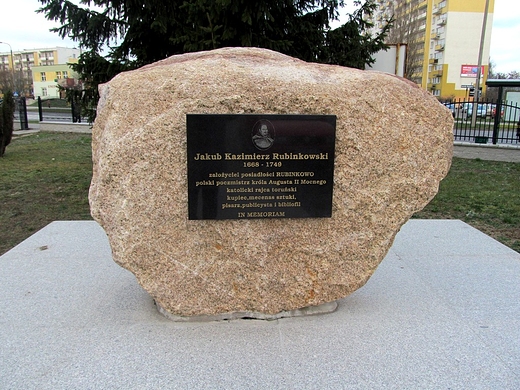 Jakub Kazimierz Rubinkowski
1668 - 1749
założyciel posiadłości RUBINKOWO
polski poczmistrz króla Augusta II Mocnego
katolicki rajca toruński
kupiec,mecenas sztuki,
pisarz,publicysta i bibliofil
IN MEMORIAM